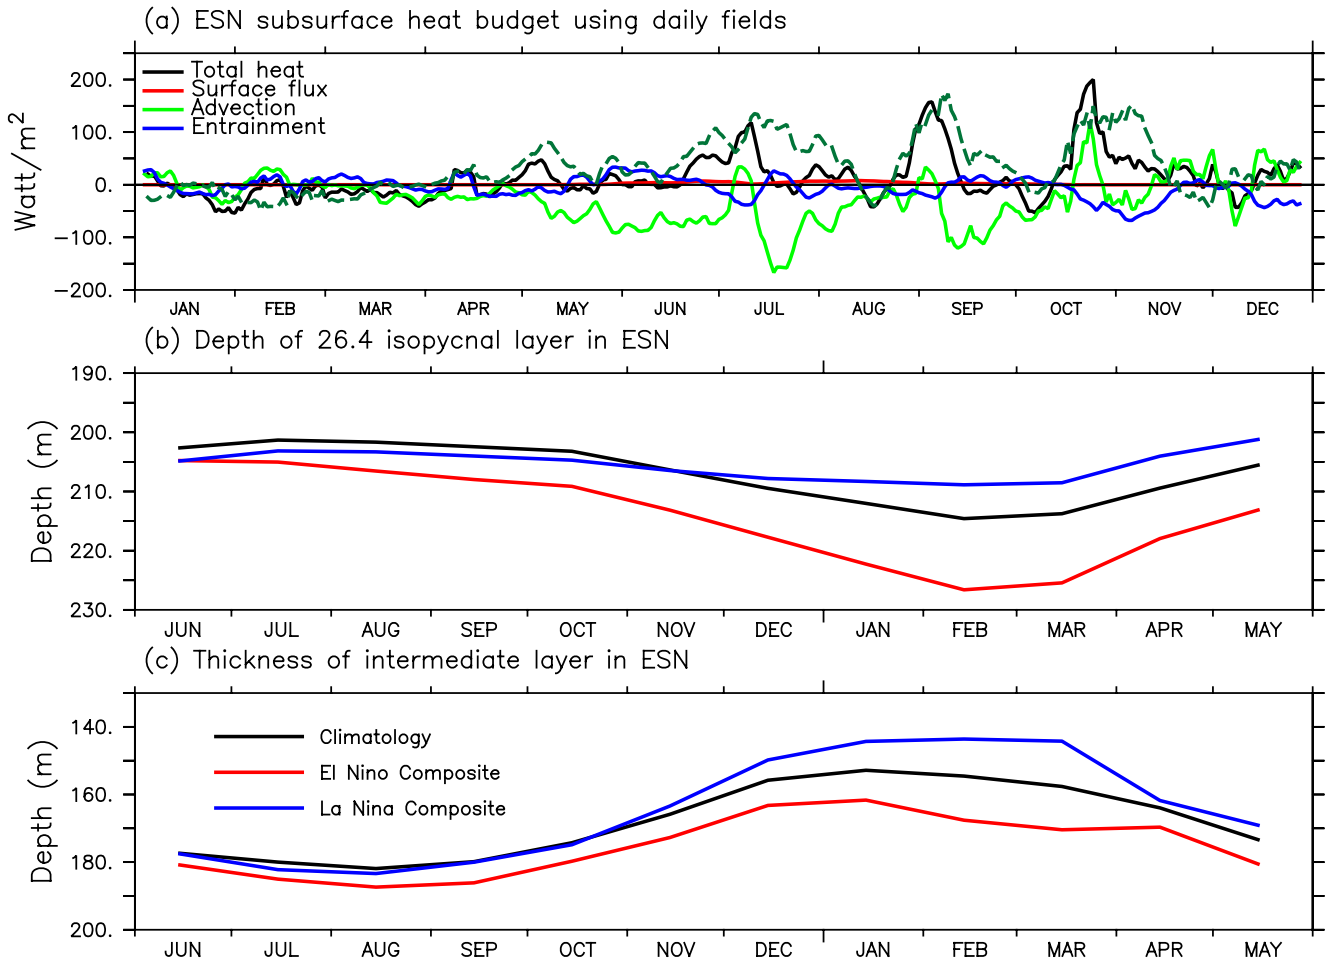 (a) ESN subsurface heat budget using daily fields
Watt/m²
200.
100.
0.
−100.
−200.
Total heat
Surface flux
Advection
Entrainment
JAN FEB MAR APR MAY JUN JUL AUG SEP OCT NOV DEC
(b) Depth of 26.4 isopycnal layer in ESN
Depth (m)
190.
200.
210.
220.
230.
JUN JUL AUG SEP OCT NOV DEC JAN FEB MAR APR MAY
(c) Thickness of intermediate layer in ESN
Depth (m)
140.
160.
180.
200.
Climatology
El Nino Composite
La Nina Composite
JUN JUL AUG SEP OCT NOV DEC JAN FEB MAR APR MAY